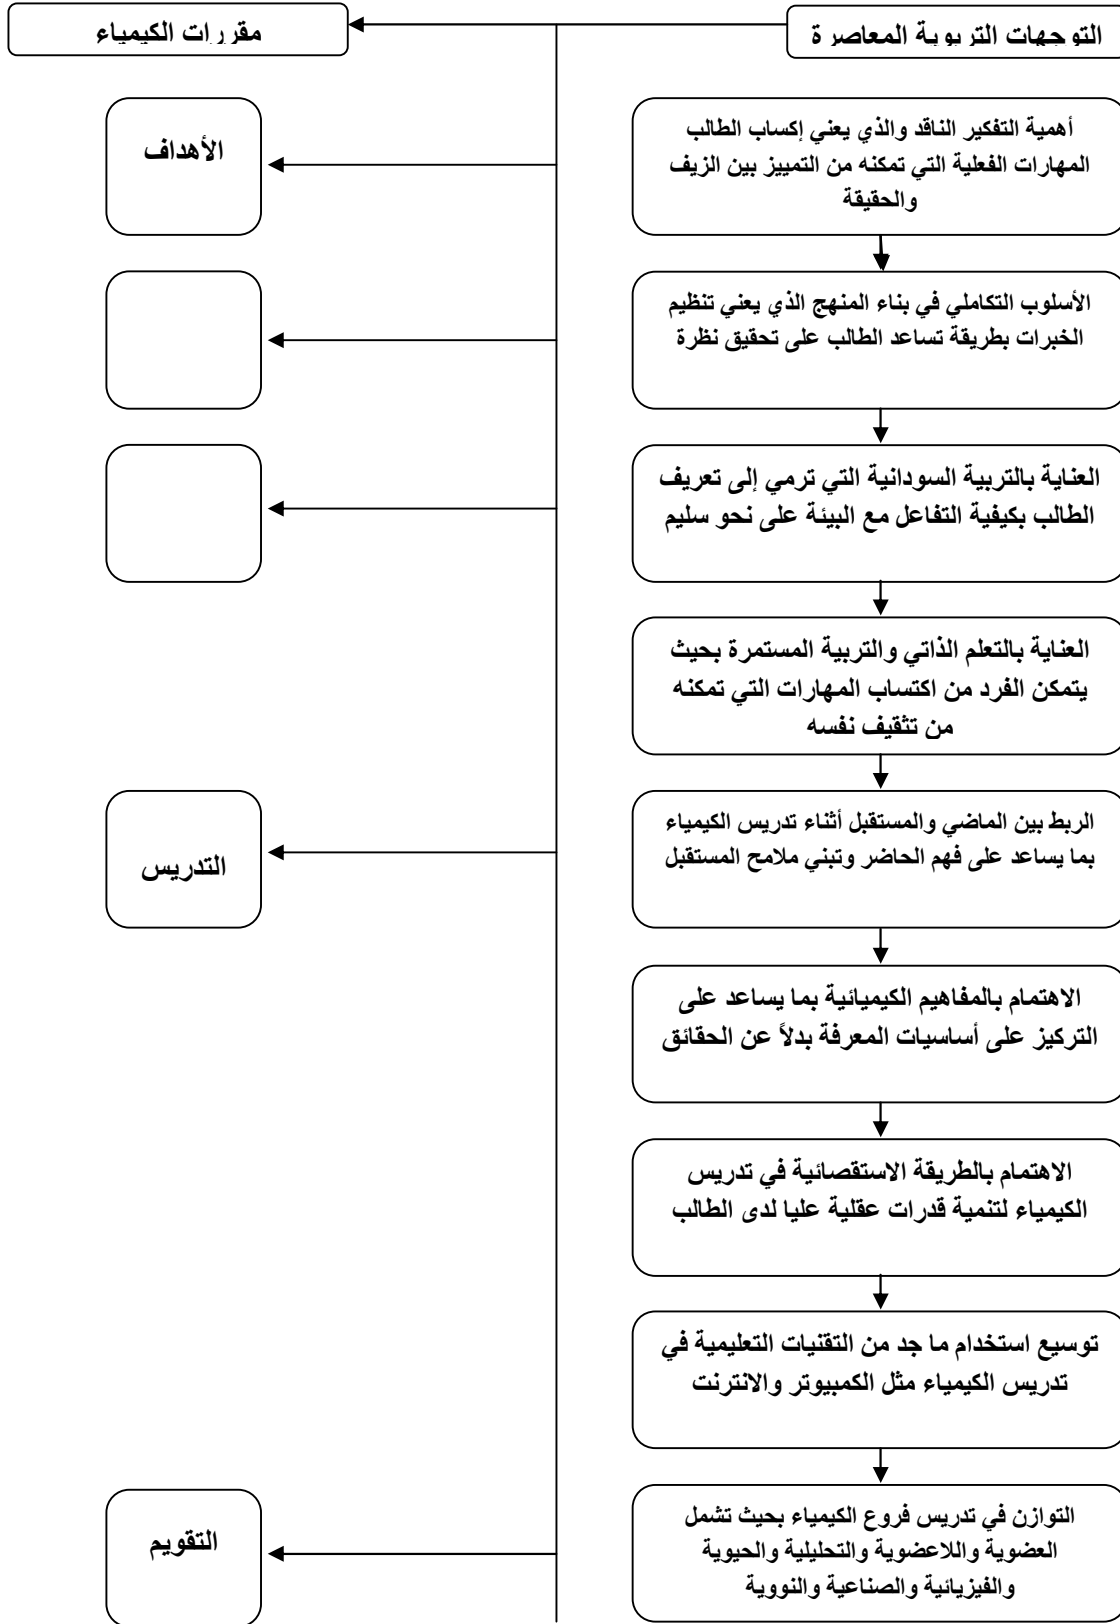 التوجهات التربوية المعاصرة
مقررات الكيمياء
أهمية التفكير الناقد والذي يعني إكساب الطالب
المهارات الفعلية التي تمكنه من التمييز بين الزيف
والحقيقة
الأهداف
الأسلوب التكاملي في بناء المنهج الذي يعني تنظيم
الخبرات بطريقة تساعد الطالب على تحقيق نظرة
العناية بالتربية السودانية التي ترمي إلى تعريف
الطالب بكيفية التفاعل مع البيئة على نحو سليم
العناية بالتعلم الذاتي والتربية المستمرة بحيث
يتمكن الفرد من اكتساب المهارات التي تمكنه
من تثقيف نفسه
الربط بين الماضي والمستقبل أثناء تدريس الكيمياء
بما يساعد على فهم الحاضر وتبني ملامح المستقبل
التدريس
الاهتمام بالمفاهيم الكيميائية بما يساعد على
التركيز على أساسيات المعرفة بدلاً عن الحقائق
الاهتمام بالطريقة الاستقصائية في تدريس
الكيمياء لتنمية قدرات عقلية عليا لدى الطالب
توسيع استخدام ما جد من التقنيات التعليمية في
تدريس الكيمياء مثل الكمبيوتر والانترنت
التوازن في تدريس فروع الكيمياء بحيث تشمل
العضوية واللاعضوية والتحليلية والحيوية
والفيزيائية والصناعية والنووية
التقويم